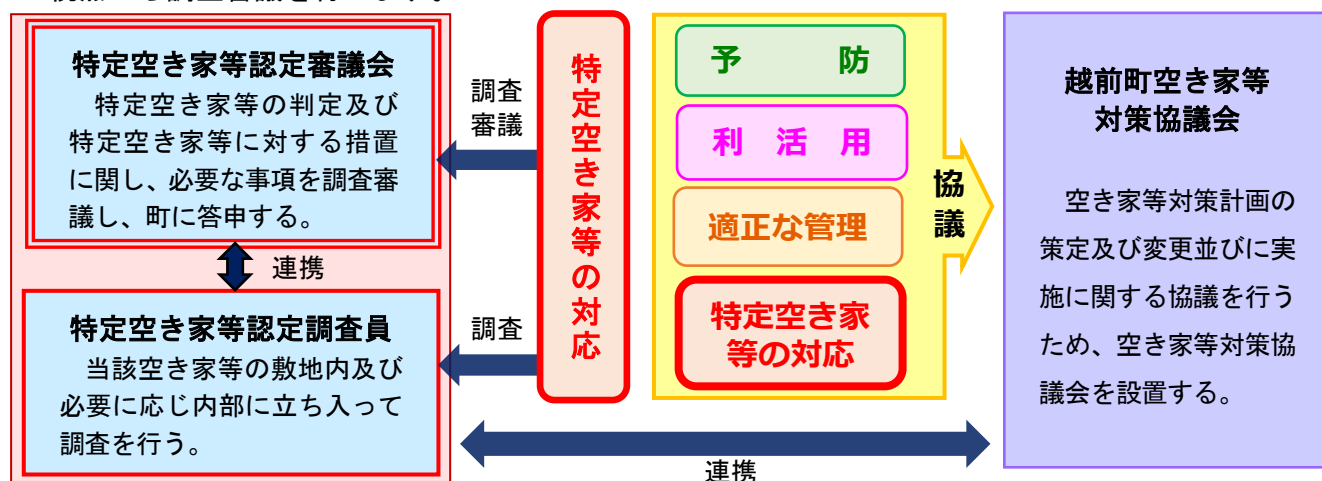 特定空き家等認定審議会
特定空き家等の判定及び
特定空き家等に対する措置
に関し、必要な事項を調査審
議し、町に答申する。
連携
特定空き家等認定調査員
当該空き家等の敷地内及び
必要に応じ内部に立ち入って
調査を行う。
調査
審議
調査
特定空き家等の対応
予　　防
利　活　用
適正な管理
特定空き家
等の対応
協議
連携
越前町空き家等
対策協議会
空き家等対策計画の
策定及び変更並びに実
施に関する協議を行う
ため、空き家等対策協
議会を設置する。